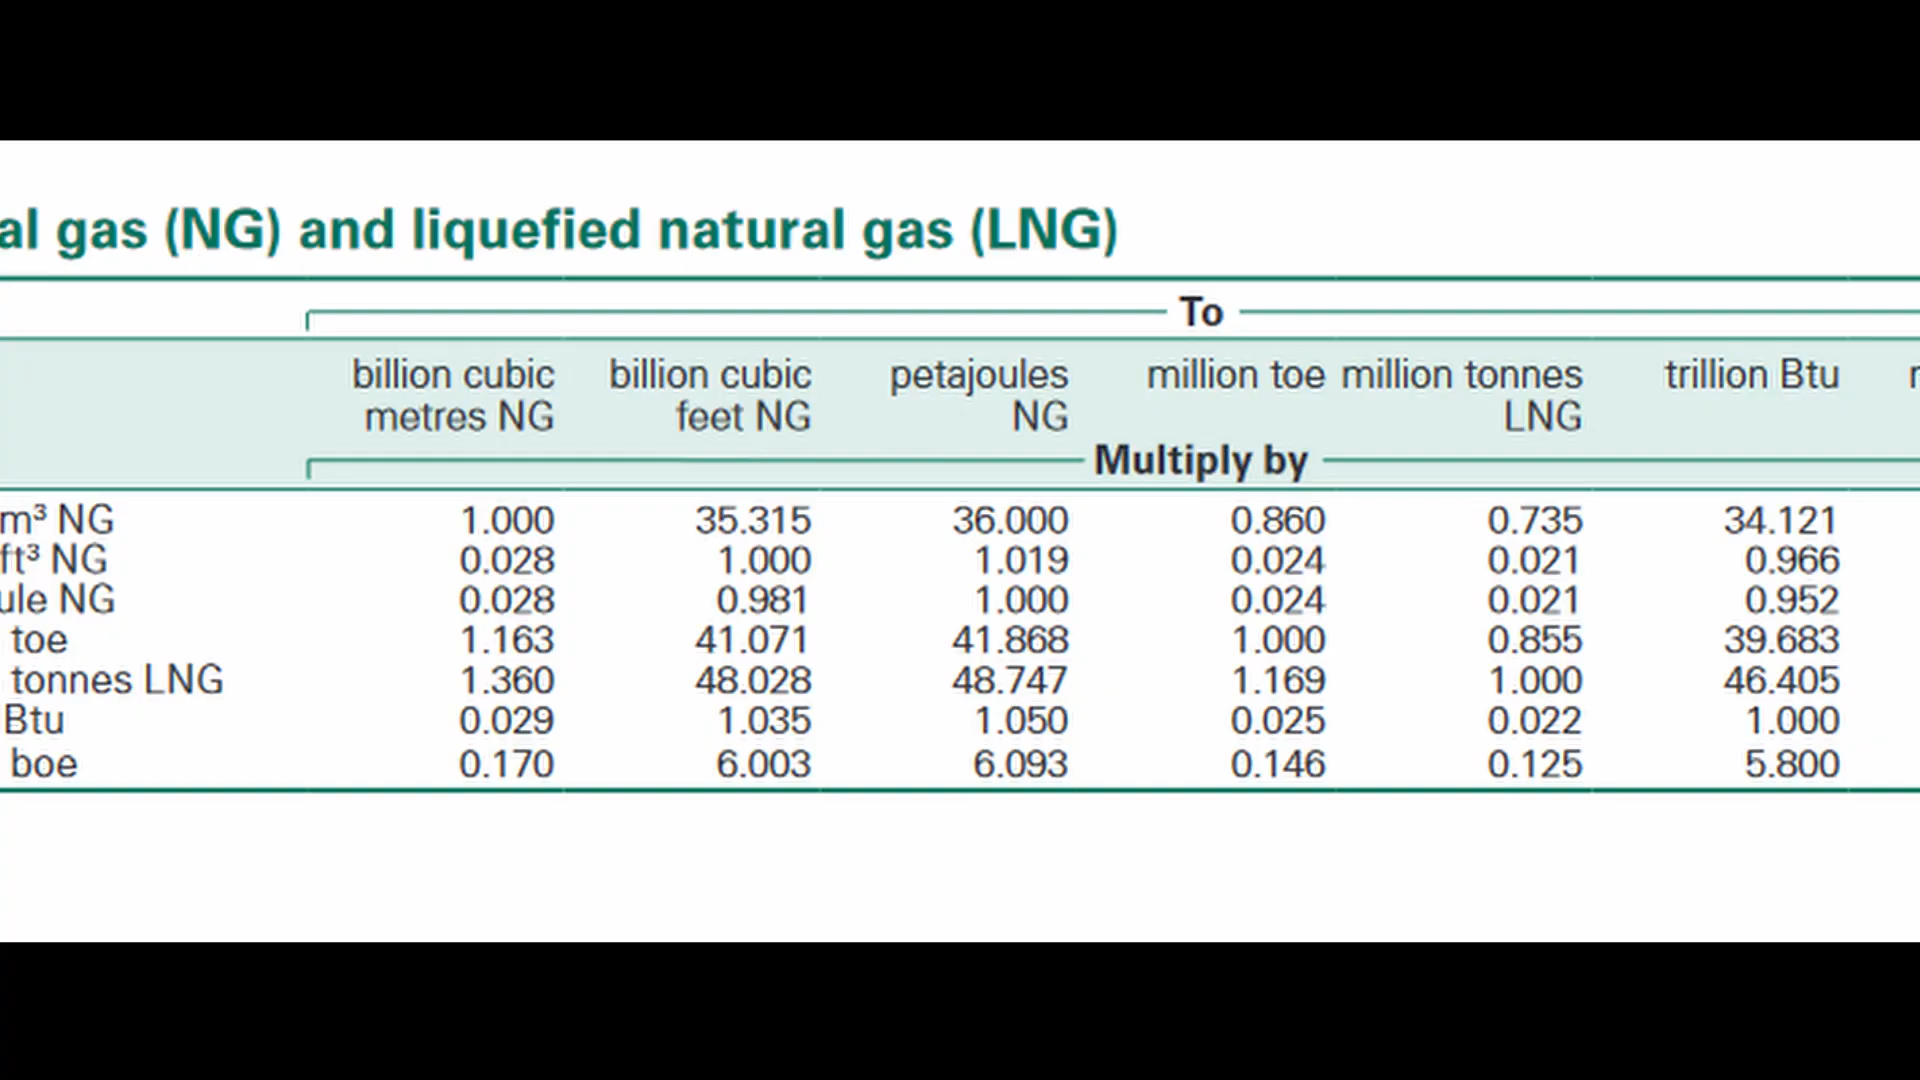 al gas (NG) and liquefied natural gas (LNG)
To
billion cubic metres NG billion cubic feet NG petajoules NG million toe million tonnes LNG trillion Btu
Multiply by
m³ NG 1.000 35.315 36.000 0.860 0.735 34.121
ft³ NG 0.028 1.000 1.019 0.024 0.021 0.966
ule NG 0.028 0.981 1.000 0.024 0.021 0.952
toe 1.163 41.071 41.868 1.000 0.855 39.683
tonnes LNG 1.360 48.028 48.747 1.169 1.000 46.405
Btu 0.029 1.035 1.050 0.025 0.022 1.000
boe 0.170 6.003 6.093 0.146 0.125 5.800